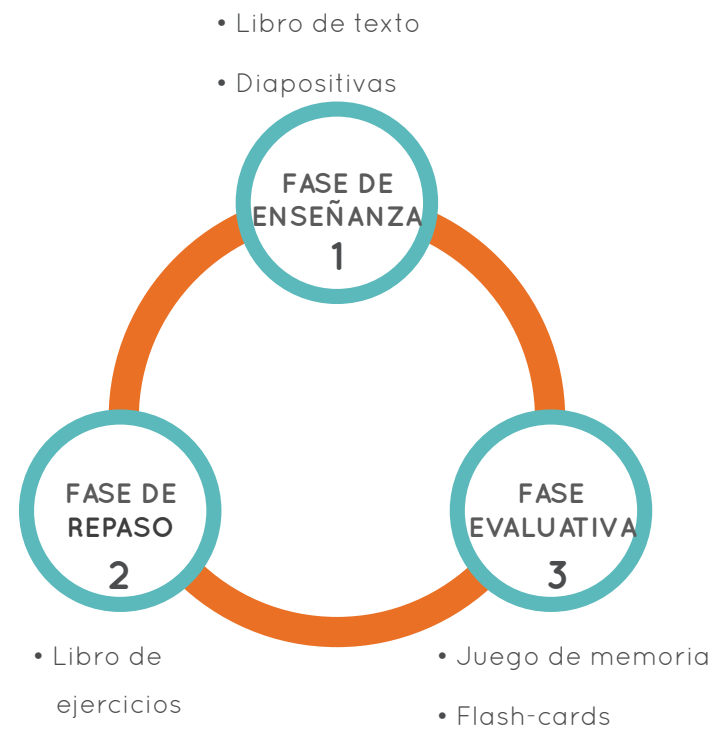 • Libro de texto
• Diapositivas
FASE DE
ENSEÑANZA
1
FASE DE
REPASO
2
• Libro de
ejercicios
FASE
EVALUATIVA
3
• Juego de memoria
• Flash-cards